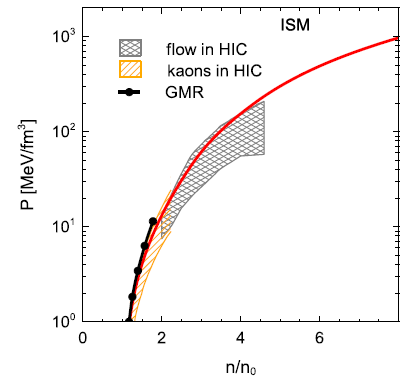 ISM
flow in HIC
kaons in HIC
GMR
P [MeV/fm³]
10³
10²
10¹
10⁰
0 2 4 6
n/n₀